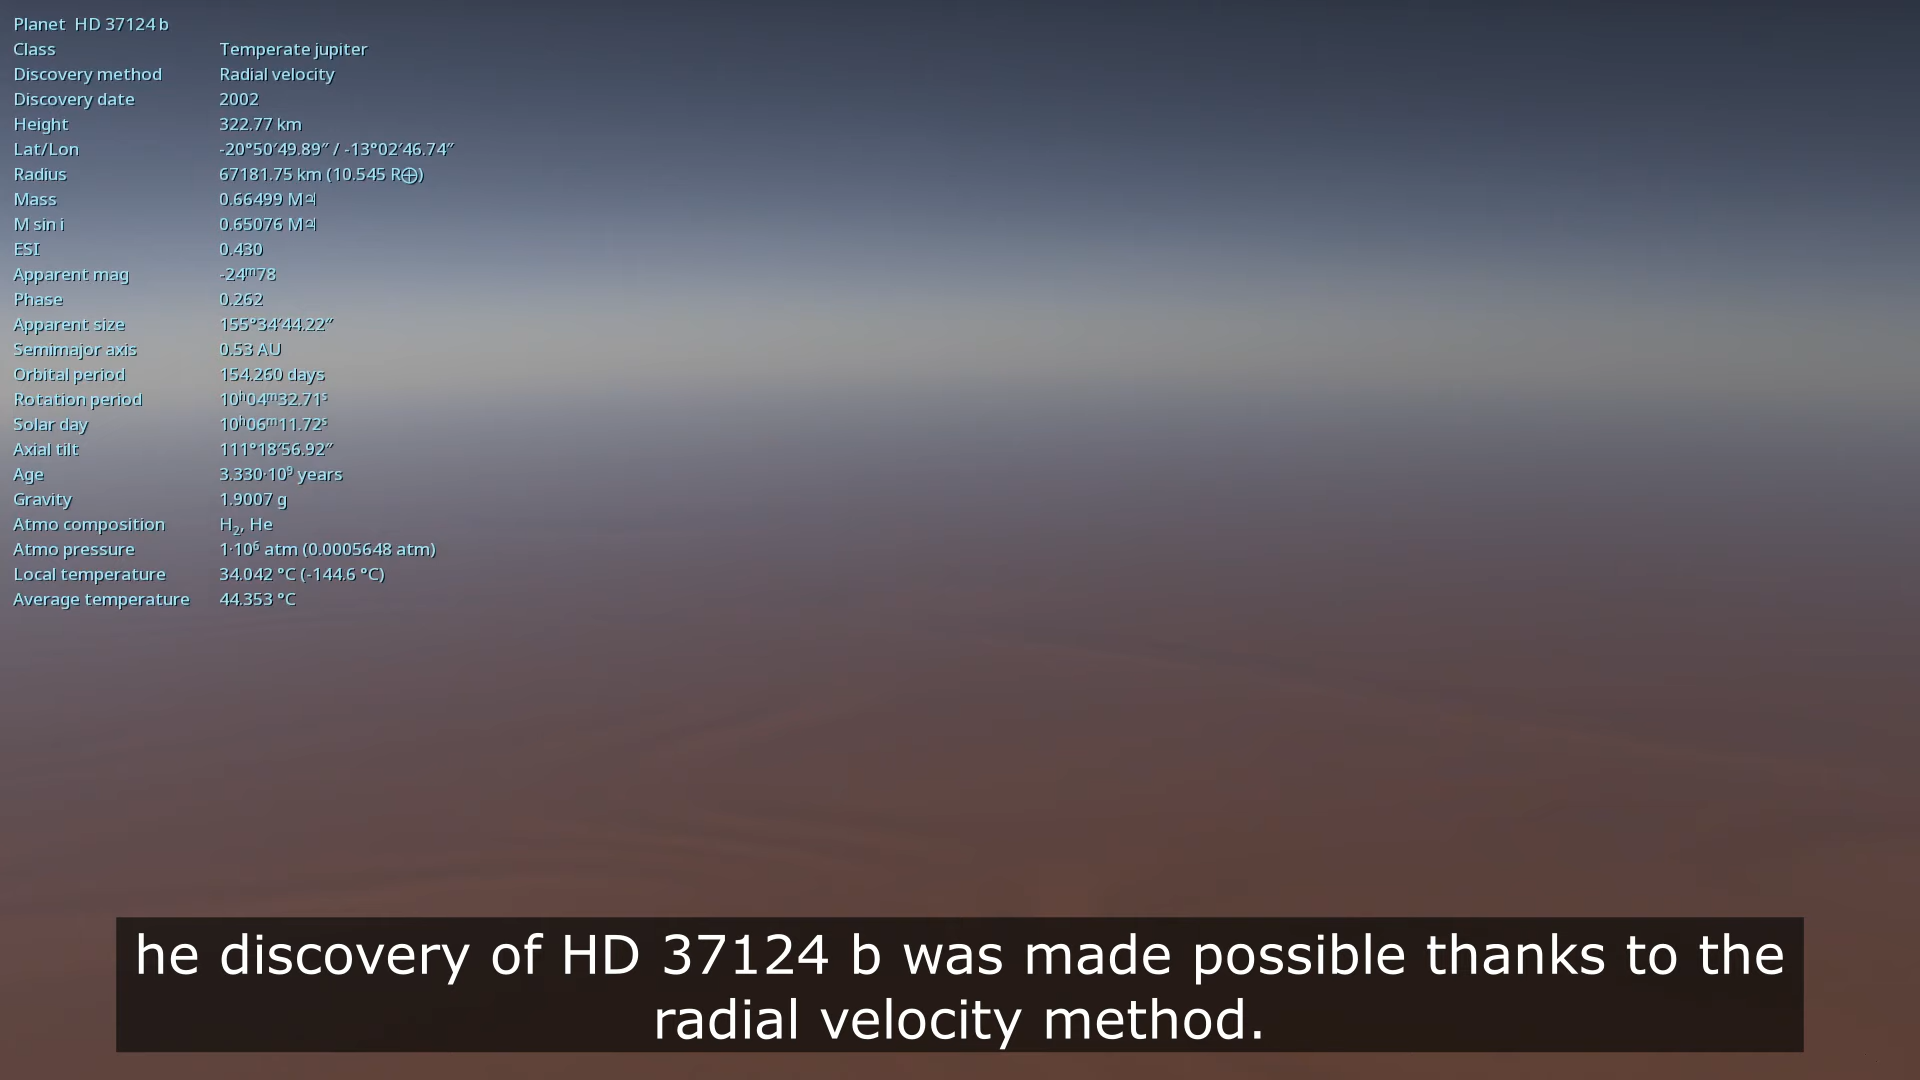 Planet HD 37124 b
Class Temperate jupiter
Discovery method Radial velocity
Discovery date 2002
Height 322.77 km
Lat/Lon -20°50′49.89″ / -13°02′46.74″
Radius 67181.75 km (10.545 R⊕)
Mass 0.66499 M♃
M sin i 0.65076 M♃
ESI 0.430
Apparent mag -24ᵐ78
Phase 0.262
Apparent size 155°34′44.22″
Semimajor axis 0.53 AU
Orbital period 154.260 days
Rotation period 10ʰ04ᵐ32.71ˢ
Solar day 10ʰ06ᵐ11.72ˢ
Axial tilt 111°18′56.92″
Age 3.330·10⁹ years
Gravity 1.9007 g
Atmo composition H₂, He
Atmo pressure 1·10⁶ atm (0.0005648 atm)
Local temperature 34.042 °C (-144.6 °C)
Average temperature 44.353 °C
he discovery of HD 37124 b was made possible thanks to the
radial velocity method.